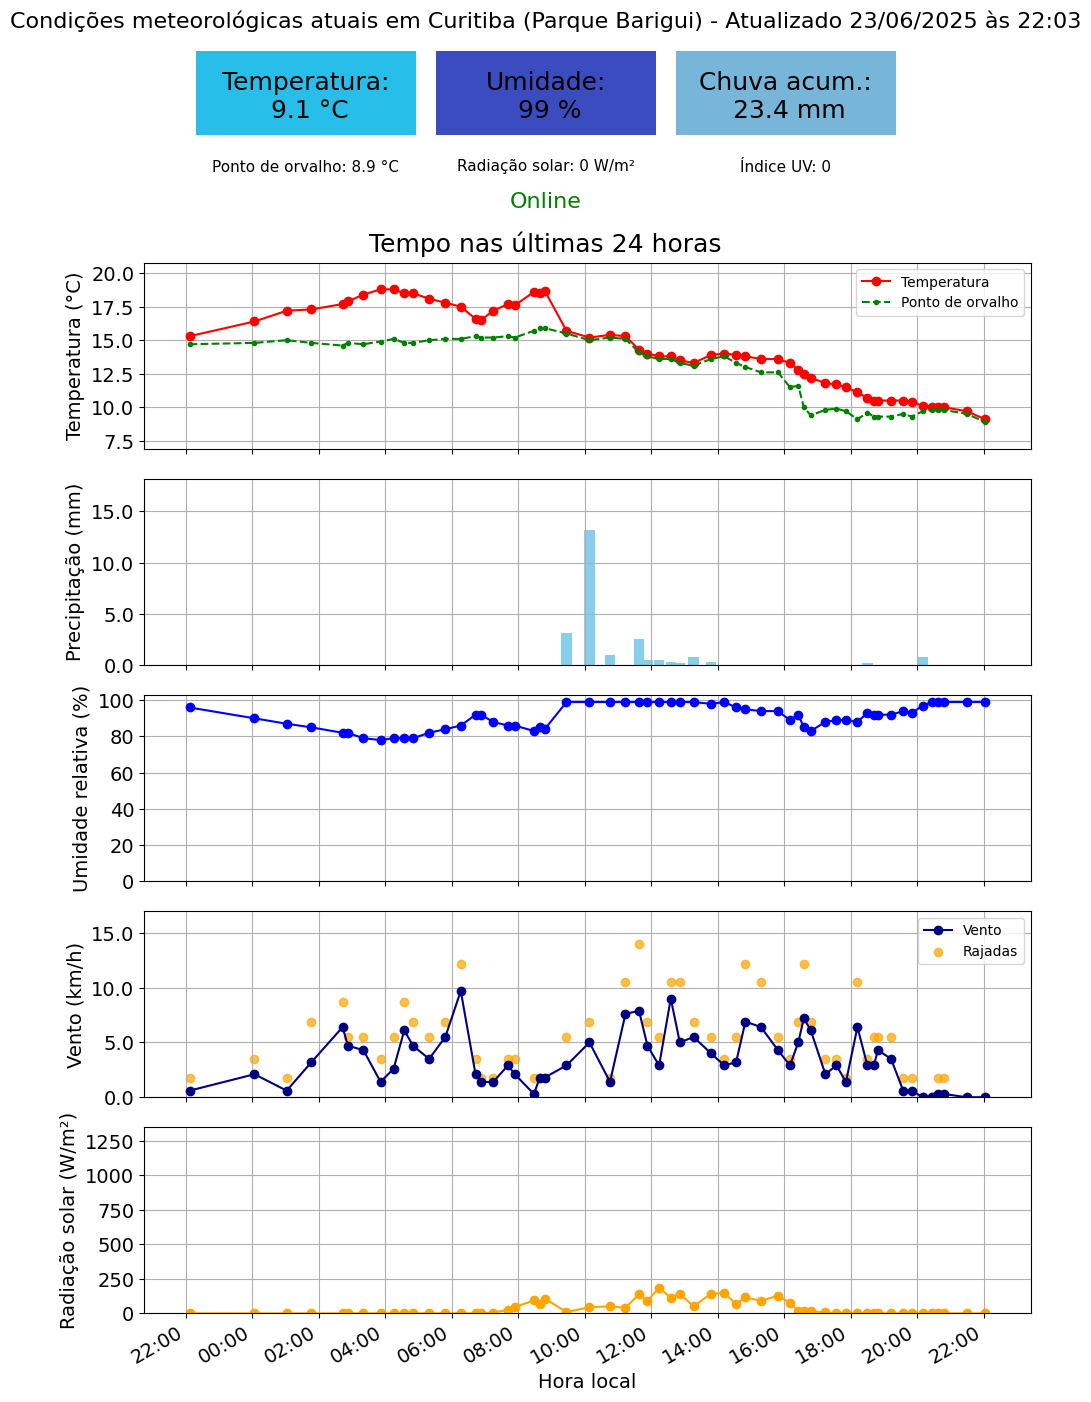 Condições meteorológicas atuais em Curitiba (Parque Barigui) - Atualizado 23/06/2025 às 22:03
Temperatura:
9.1 °C
Umidade:
99 %
Chuva acum.:
23.4 mm
Ponto de orvalho: 8.9 °C
Radiação solar: 0 W/m²
Índice UV: 0
Online
Tempo nas últimas 24 horas
Temperatura (°C)
20.0
17.5
15.0
12.5
10.0
7.5
Temperatura
Ponto de orvalho
Precipitação (mm)
15.0
10.0
5.0
0.0
Umidade relativa (%)
100
80
60
40
20
0
Vento (km/h)
15.0
10.0
5.0
0.0
Vento
Rajadas
Radiação solar (W/m²)
1250
1000
750
500
250
0
22:00
00:00
02:00
04:00
06:00
08:00
10:00
12:00
14:00
16:00
18:00
20:00
22:00
Hora local